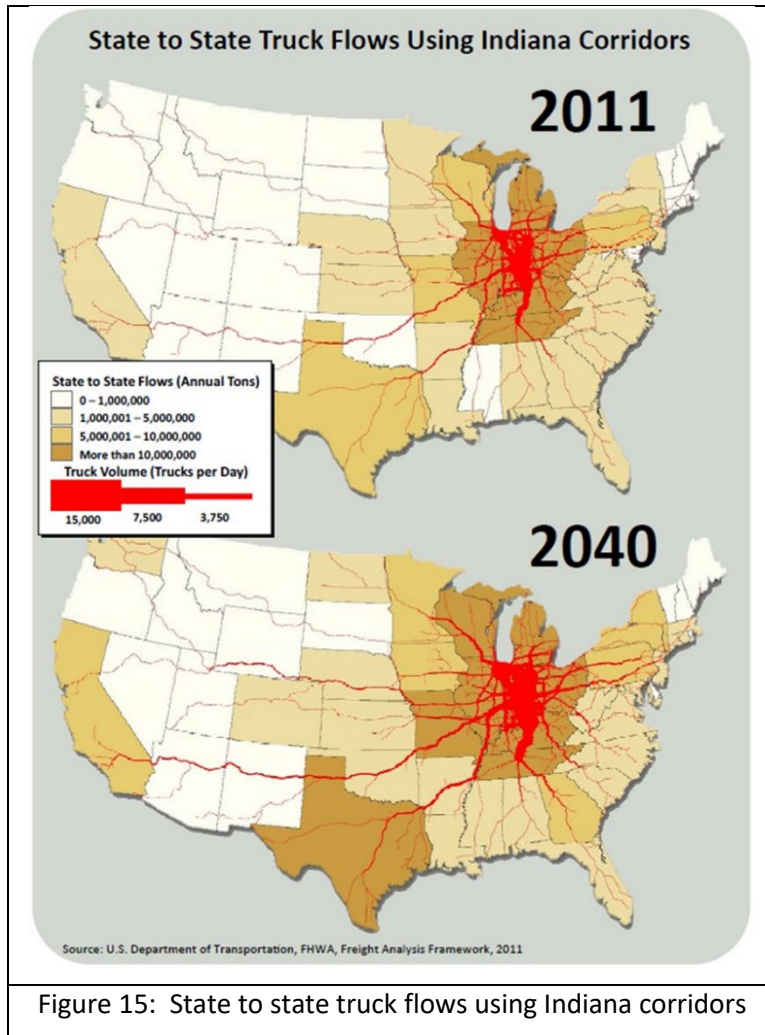 State to State Truck Flows Using Indiana Corridors
2011
State to State Flows (Annual Tons)
0 – 1,000,000
1,000,001 – 5,000,000
5,000,001 – 10,000,000
More than 10,000,000
Truck Volume (Trucks per Day)
15,000 7,500 3,750
2040
Source: U.S. Department of Transportation, FHWA, Freight Analysis Framework, 2011
Figure 15: State to state truck flows using Indiana corridors